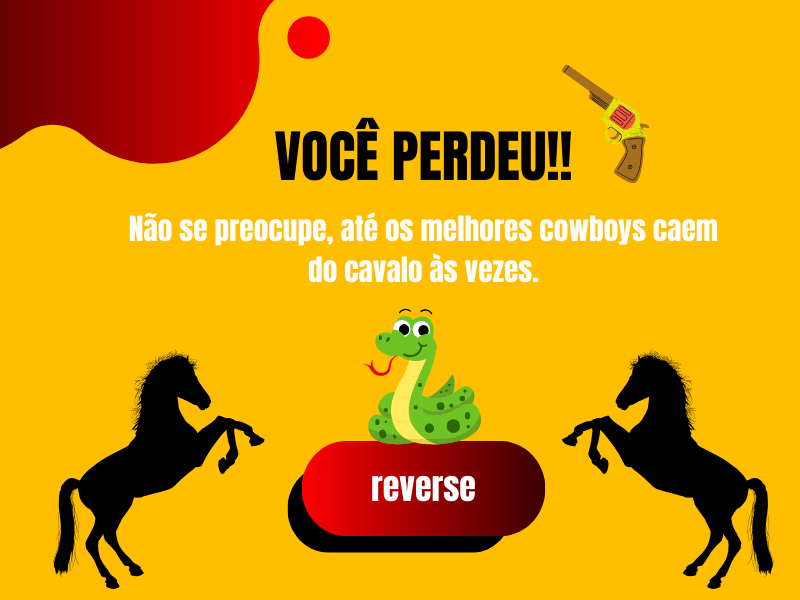 VOCÊ PERDEU!!
Não se preocupe, até os melhores cowboys caem
do cavalo às vezes.
reverse